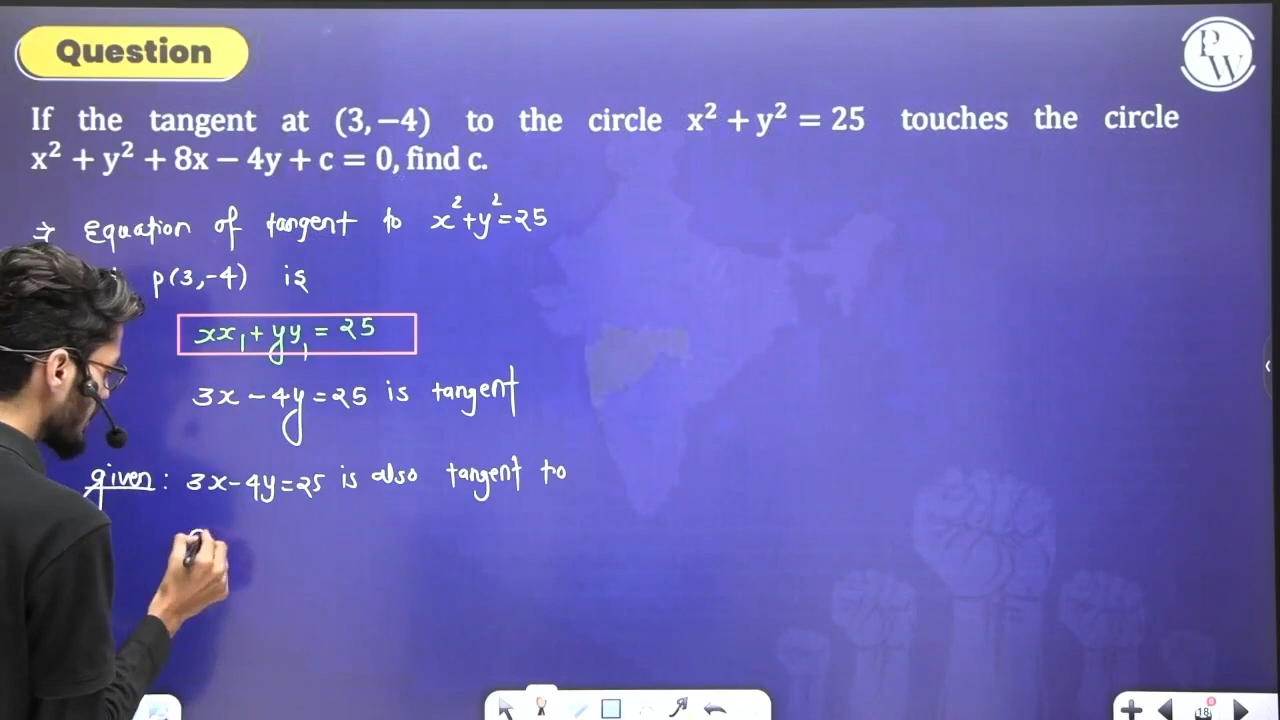 Question
PW
If the tangent at (3,−4) to the circle x² + y² = 25 touches the circle
x² + y² + 8x − 4y + c = 0, find c.
⇒ Equation of tangent to x²+y²=25
P(3,-4) is
xx₁ + yy₁ = 25
3x - 4y = 25 is tangent
given : 3x-4y=25 is also tangent to
18